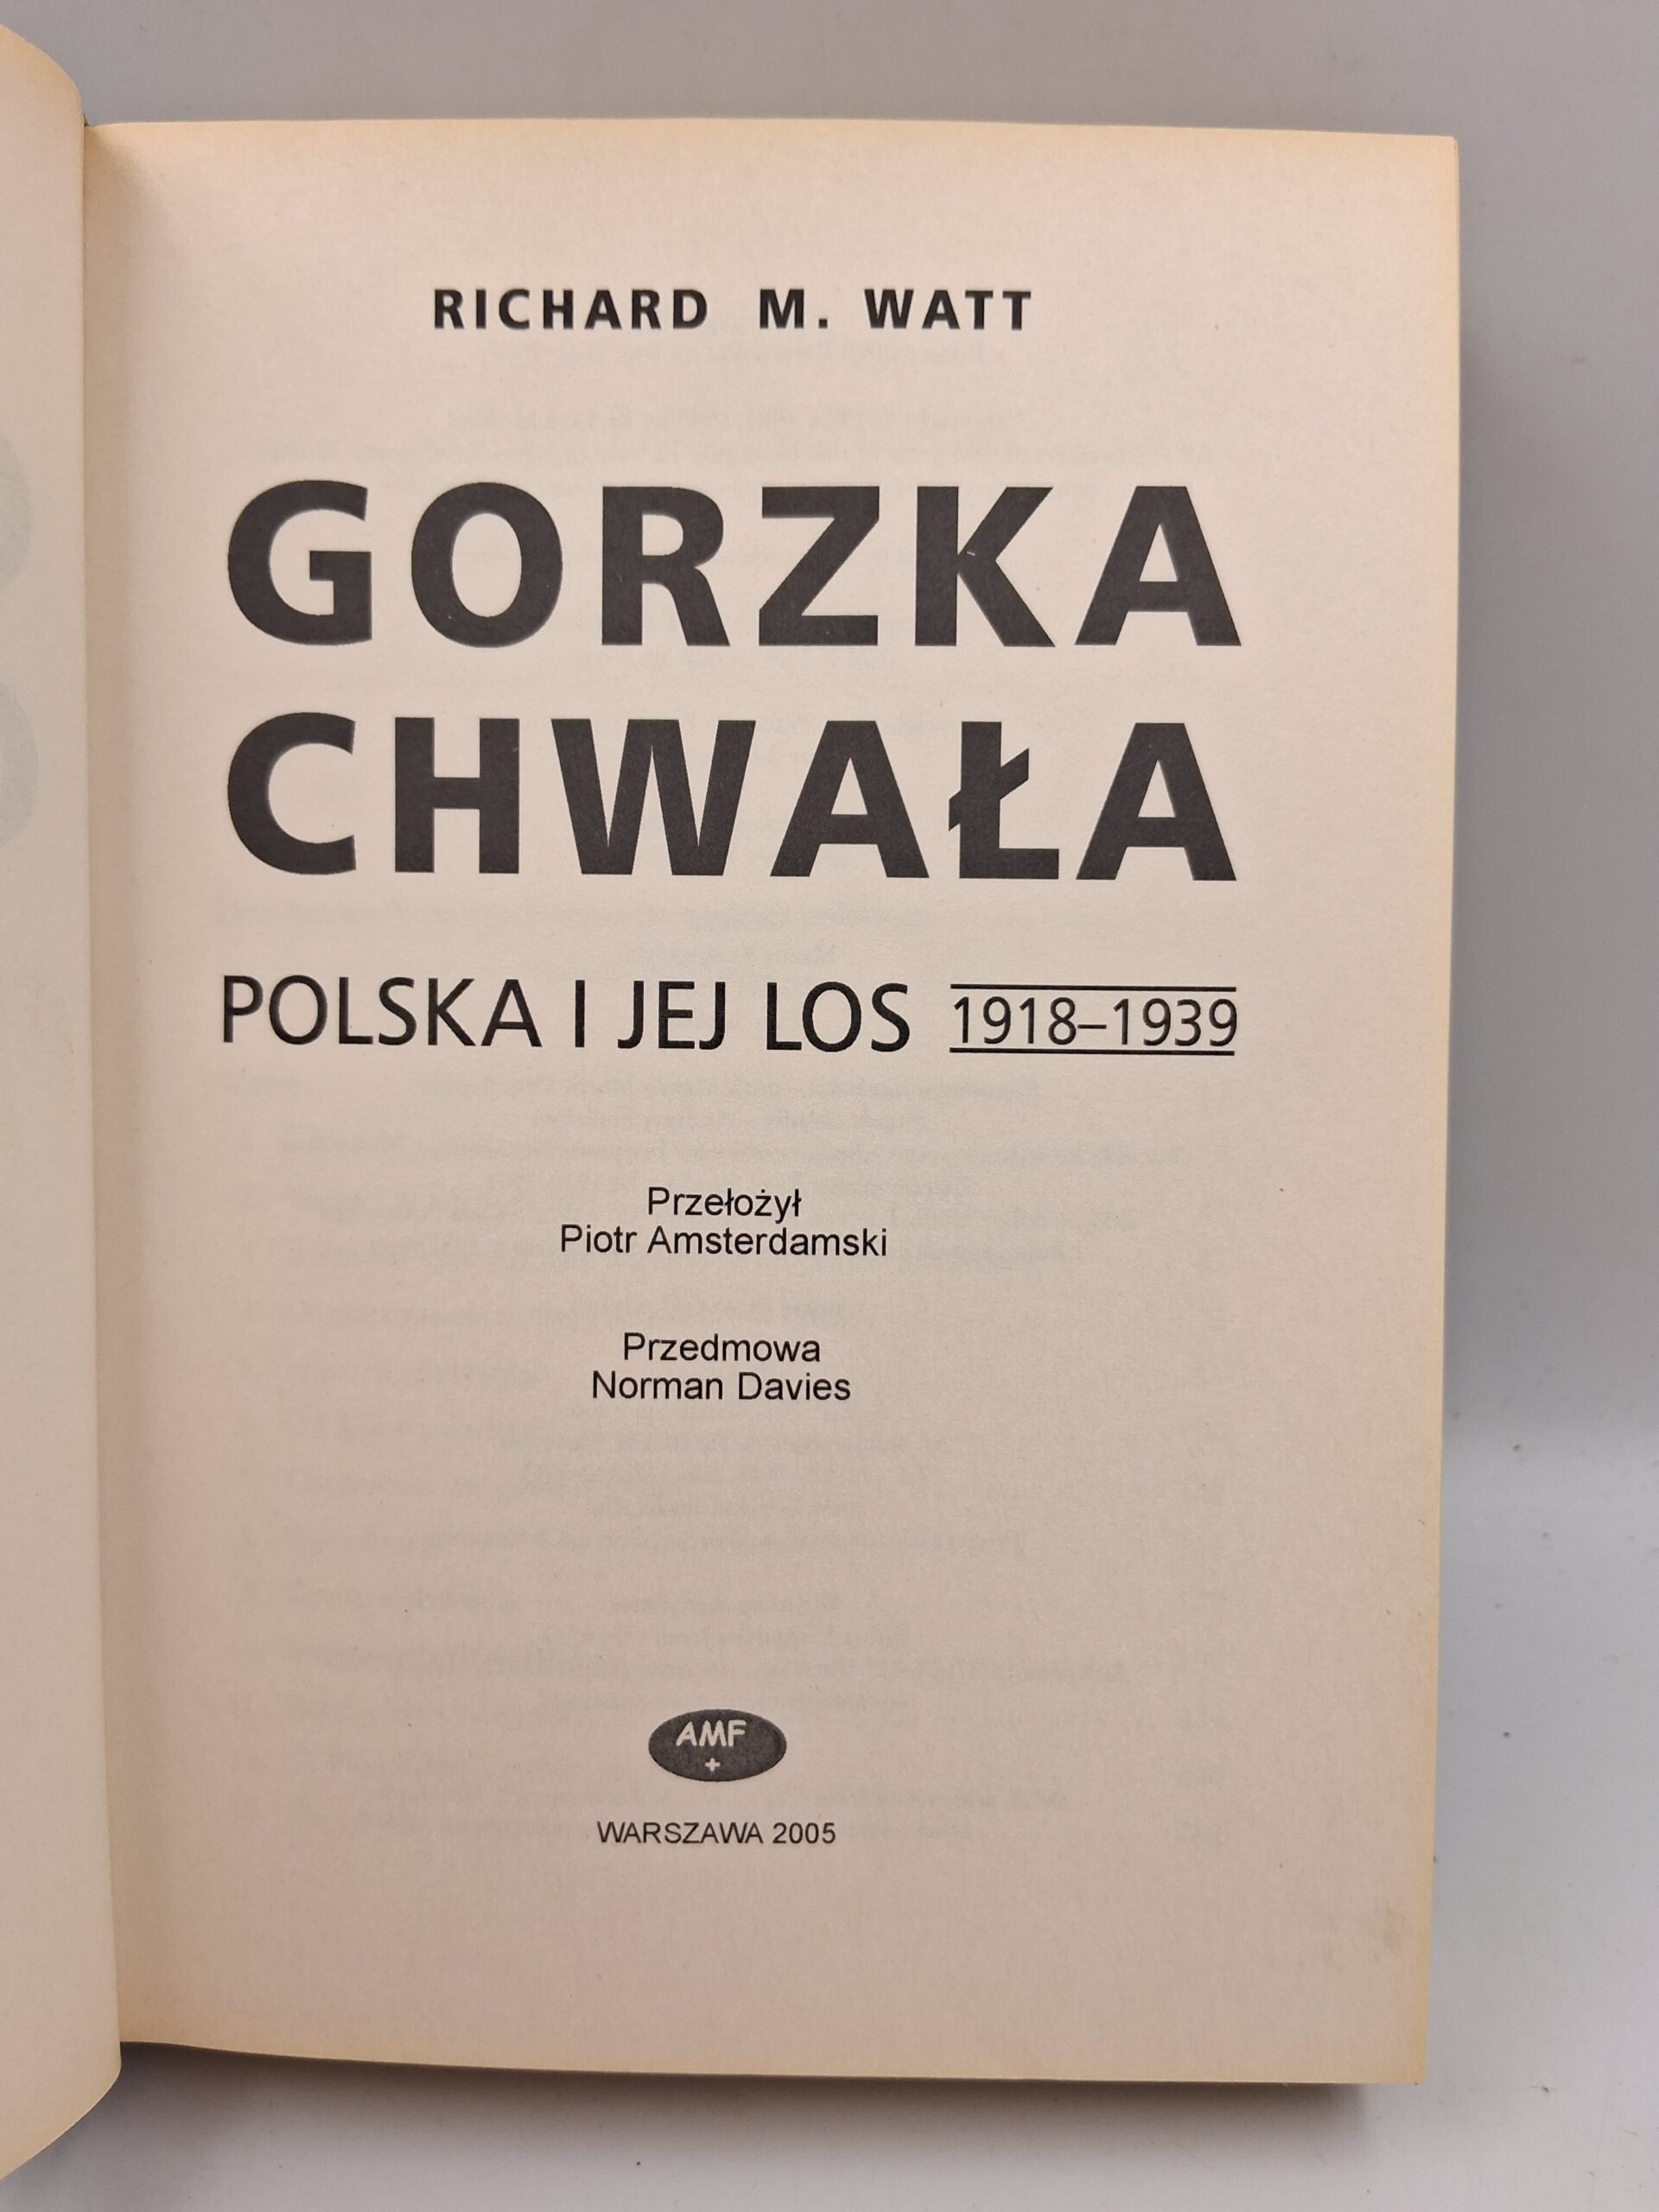 RICHARD M. WATT
GORZKA
CHWAŁA
POLSKA I JEJ LOS 1918–1939
Przełożył
Piotr Amsterdamski
Przedmowa
Norman Davies
AMF
+
WARSZAWA 2005